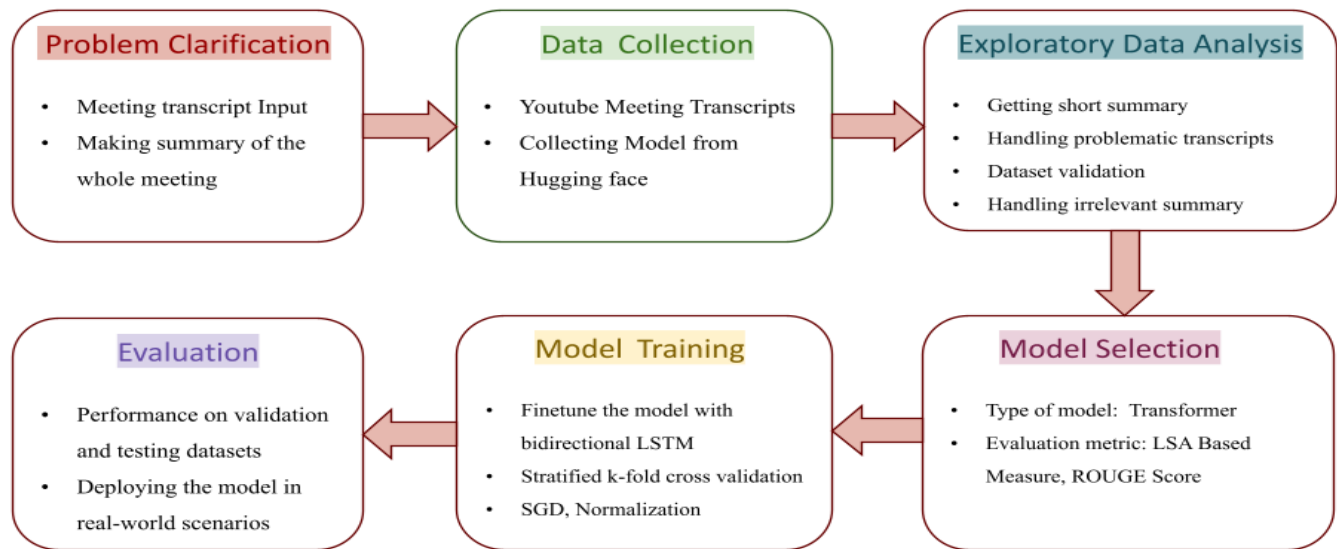 Problem Clarification
• Meeting transcript Input
• Making summary of the
whole meeting
Data Collection
• Youtube Meeting Transcripts
• Collecting Model from
Hugging face
Exploratory Data Analysis
• Getting short summary
• Handling problematic transcripts
• Dataset validation
• Handling irrelevant summary
Model Selection
• Type of model: Transformer
• Evaluation metric: LSA Based
Measure, ROUGE Score
Model Training
• Finetune the model with
bidirectional LSTM
• Stratified k-fold cross validation
• SGD, Normalization
Evaluation
• Performance on validation
and testing datasets
• Deploying the model in
real-world scenarios